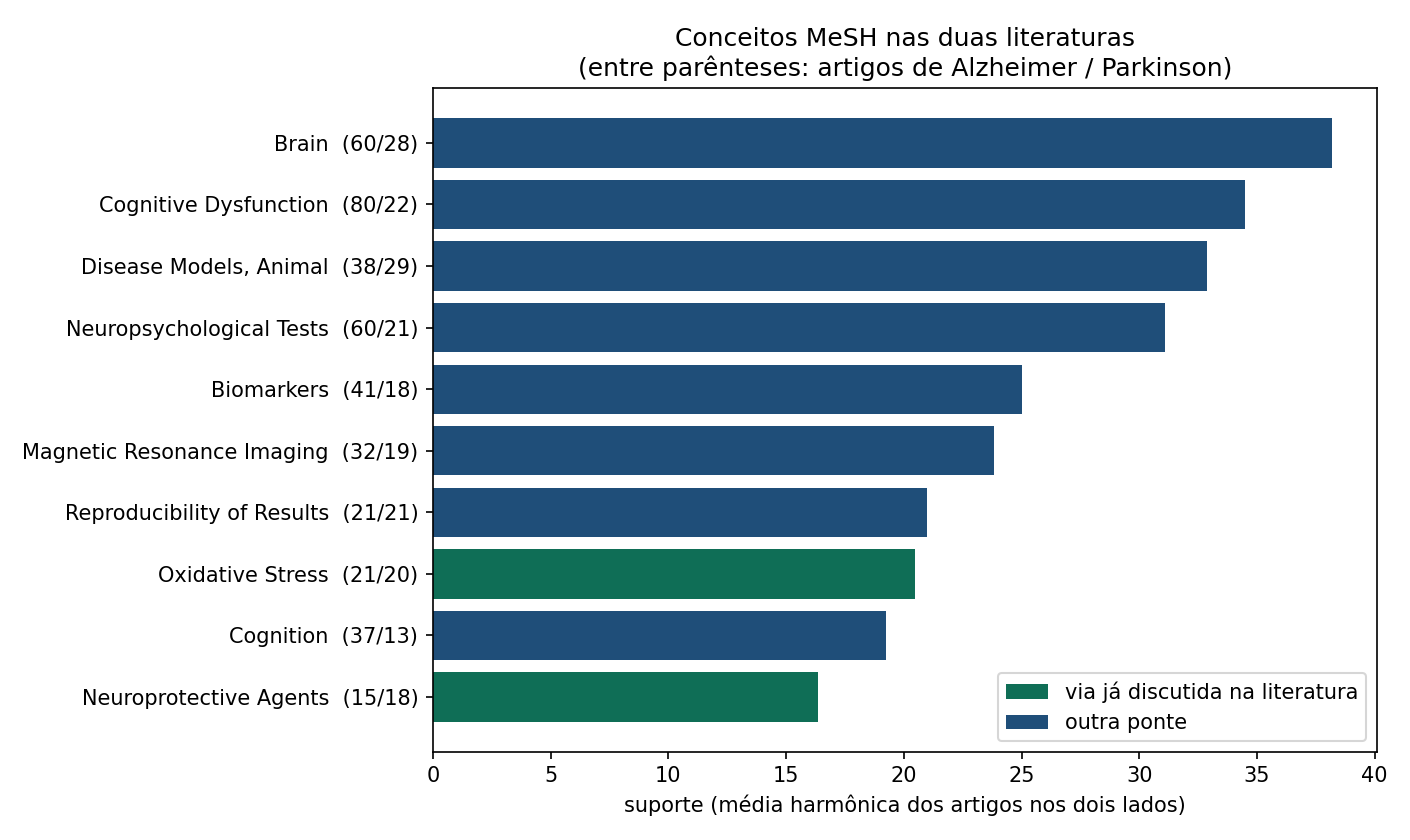 Conceitos MeSH nas duas literaturas
(entre parênteses: artigos de Alzheimer / Parkinson)
Brain (60/28)
Cognitive Dysfunction (80/22)
Disease Models, Animal (38/29)
Neuropsychological Tests (60/21)
Biomarkers (41/18)
Magnetic Resonance Imaging (32/19)
Reproducibility of Results (21/21)
Oxidative Stress (21/20)
Cognition (37/13)
Neuroprotective Agents (15/18)
via já discutida na literatura
outra ponte
0 5 10 15 20 25 30 35 40
suporte (média harmônica dos artigos nos dois lados)